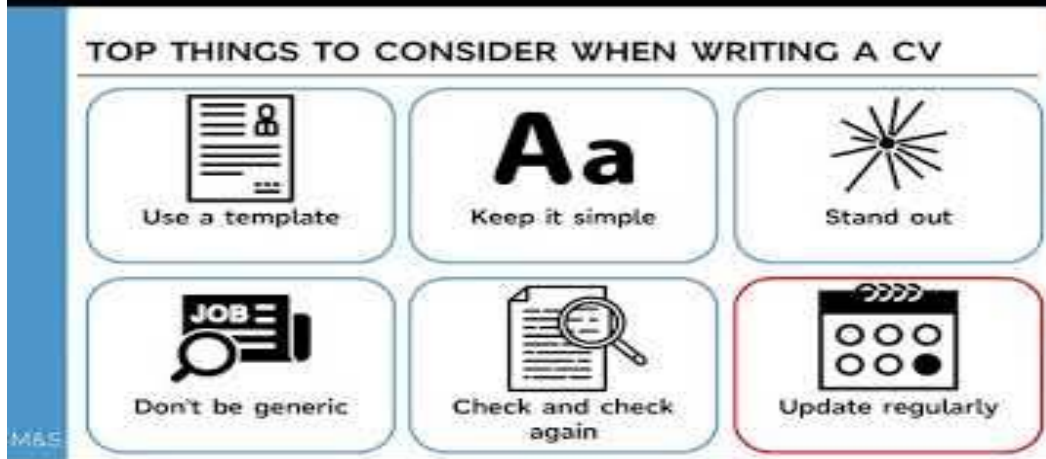 TOP THINGS TO CONSIDER WHEN WRITING A CV
Use a template
Aa
Keep it simple
Stand out
JOB
Don't be generic
Check and check
again
Update regularly
M&S